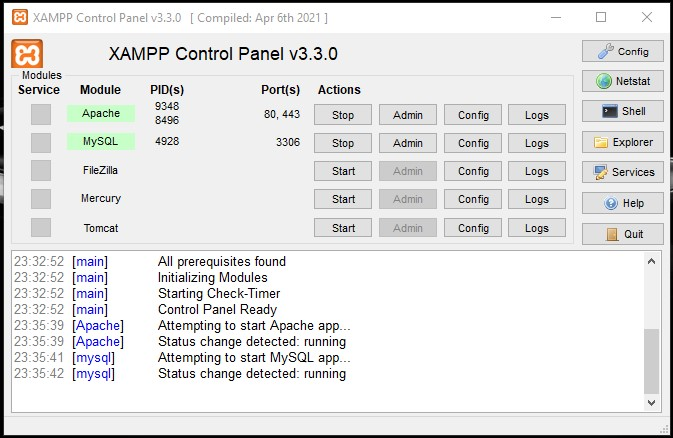 XAMPP Control Panel v3.3.0 [ Compiled: Apr 6th 2021 ]
XAMPP Control Panel v3.3.0
Config
Modules
Service Module PID(s) Port(s) Actions
Netstat
Apache 9348 8496 80, 443 Stop Admin Config Logs
Shell
MySQL 4928 3306 Stop Admin Config Logs
Explorer
FileZilla Start Admin Config Logs
Services
Mercury Start Admin Config Logs
Help
Tomcat Start Admin Config Logs
Quit
23:32:52 [main] All prerequisites found
23:32:52 [main] Initializing Modules
23:32:52 [main] Starting Check-Timer
23:32:52 [main] Control Panel Ready
23:35:39 [Apache] Attempting to start Apache app...
23:35:39 [Apache] Status change detected: running
23:35:41 [mysql] Attempting to start MySQL app...
23:35:42 [mysql] Status change detected: running